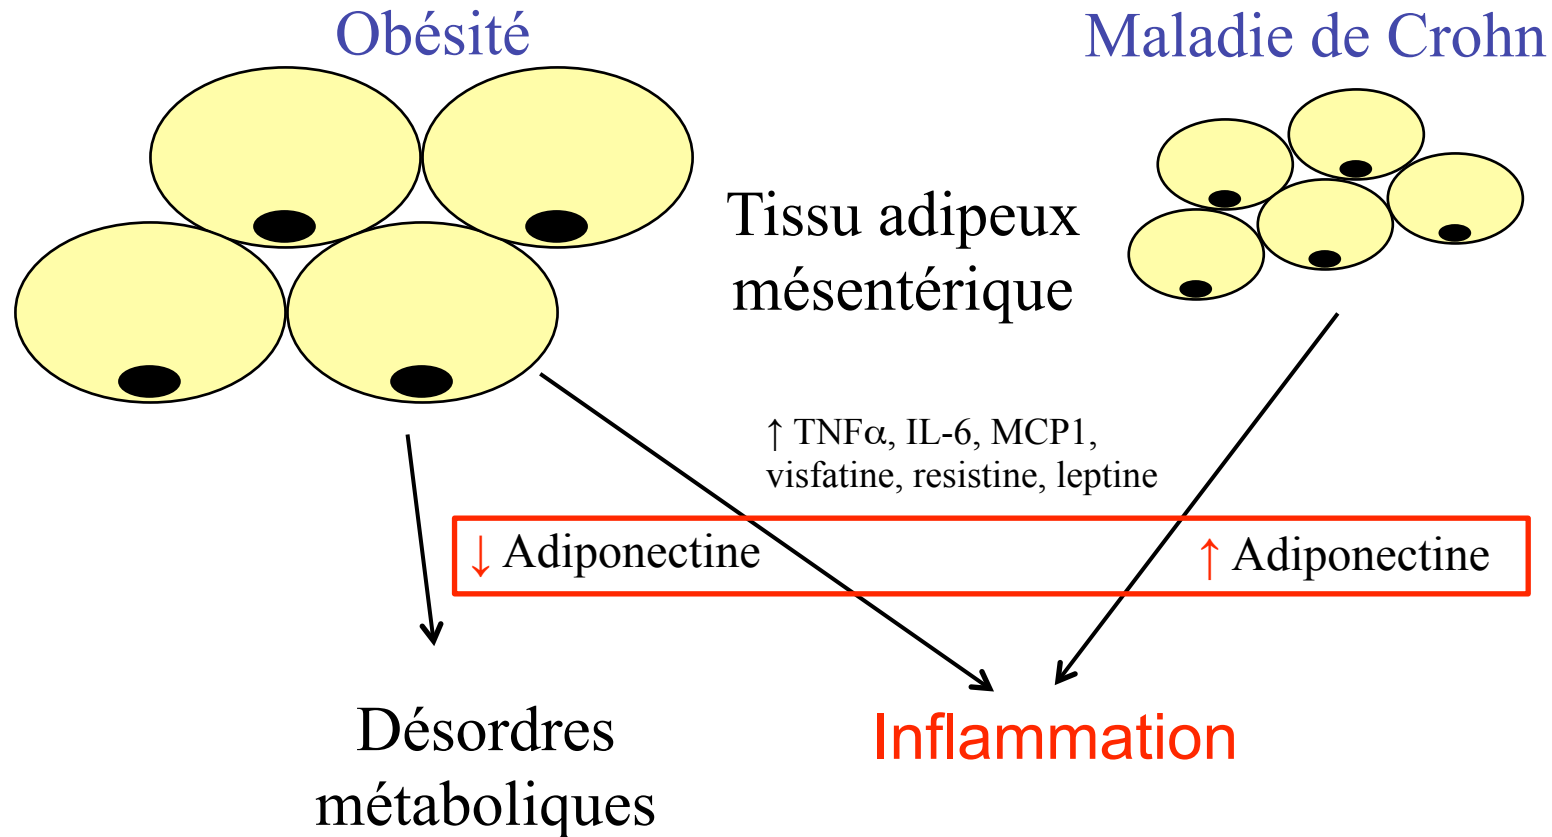 Obésité
Maladie de Crohn
Tissu adipeux
mésentérique
↑ TNFα, IL-6, MCP1,
visfatine, resistine, leptine
↓ Adiponectine
↑ Adiponectine
Désordres
métaboliques
Inflammation